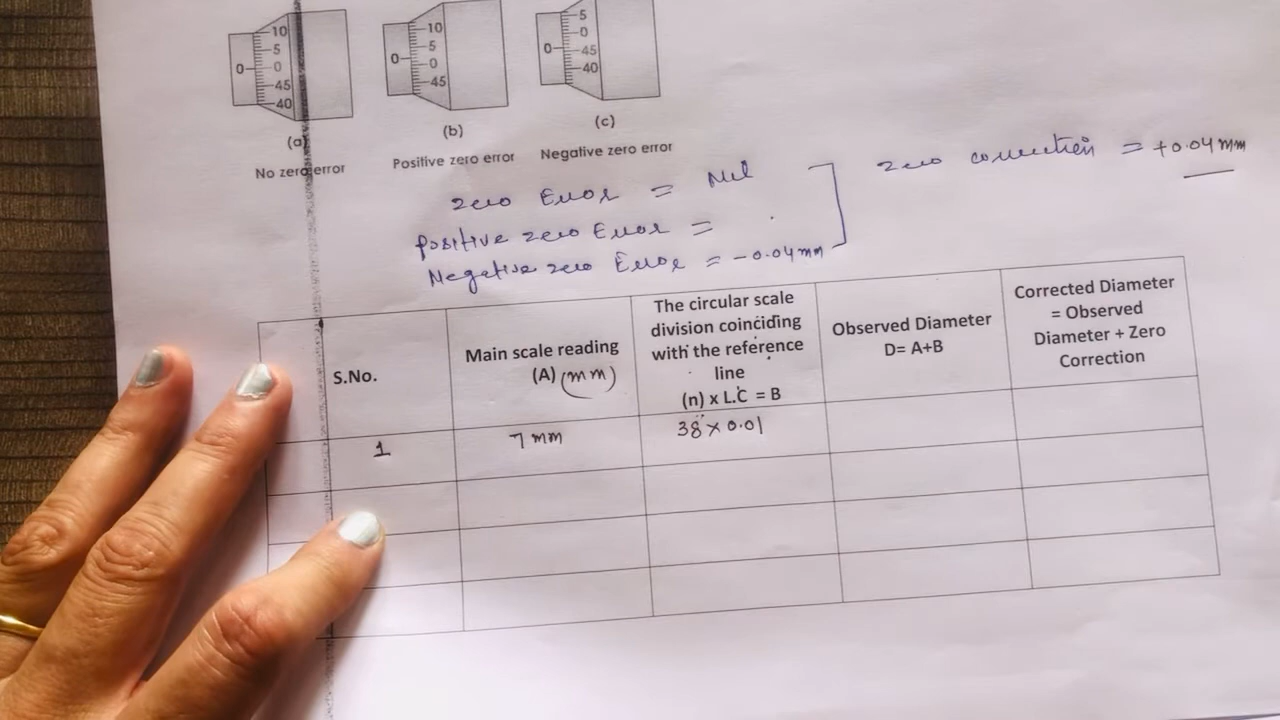 10
5
0
45
40
0
(a)
No zero error
10
5
0
45
0
(b)
Positive zero error
5
0
45
40
0
(c)
Negative zero error
zero Error = Nil
positive zero Error =
Negative zero Error = -0.04mm
zero correction = +0.04mm
S.No.
Main scale reading
(A) (mm)
The circular scale
division coinciding
with the reference
line
(n) x L.C = B
Observed Diameter
D= A+B
Corrected Diameter
= Observed
Diameter + Zero
Correction
1
7 mm
38 × 0.01